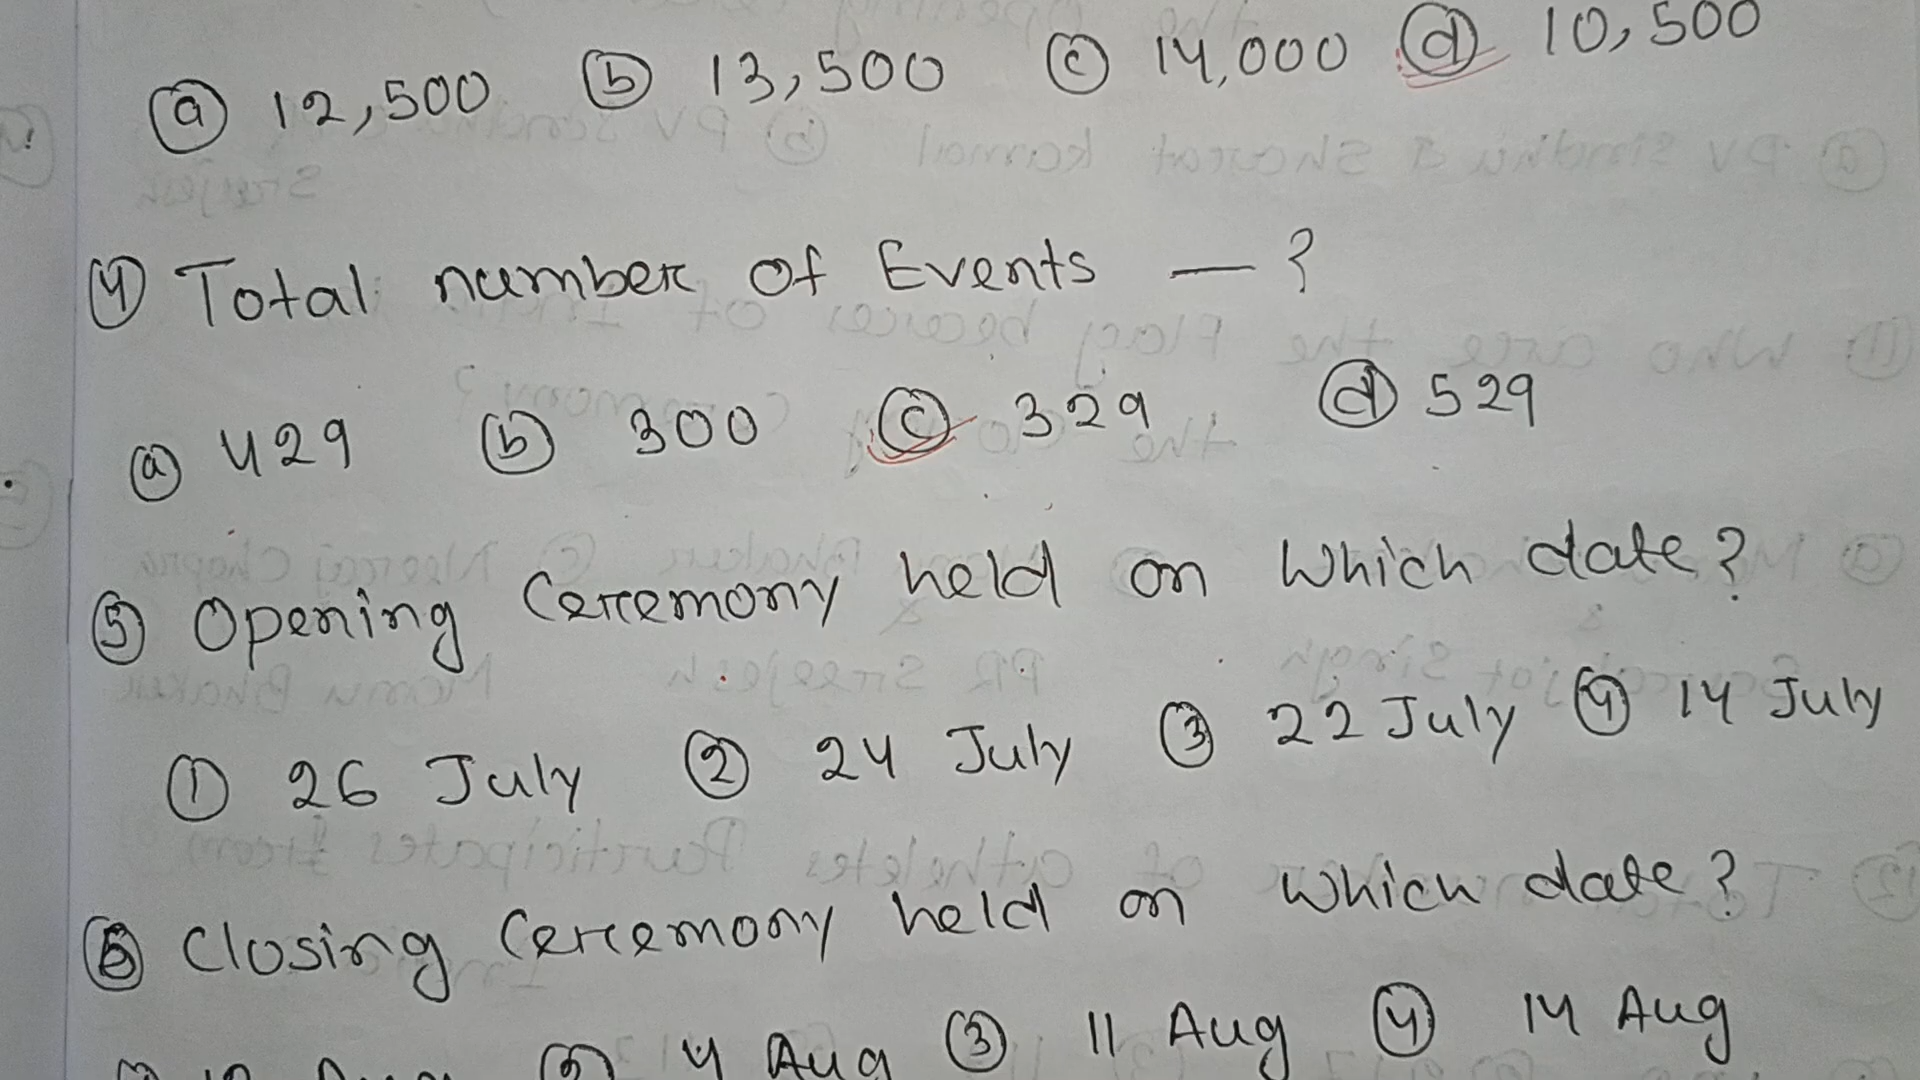 ⓐ 12,500 ⓑ 13,500 ⓒ 14,000 ⓓ 10,500
④ Total number of Events — ?
ⓐ 429 ⓑ 300 ⓒ 329 ⓓ 529
⑤ Opening Ceremony held on which date?
① 26 July ② 24 July ③ 22 July ④ 14 July
⑥ Closing Ceremony held on which date?
4 Aug ③ 11 Aug ④ 14 Aug